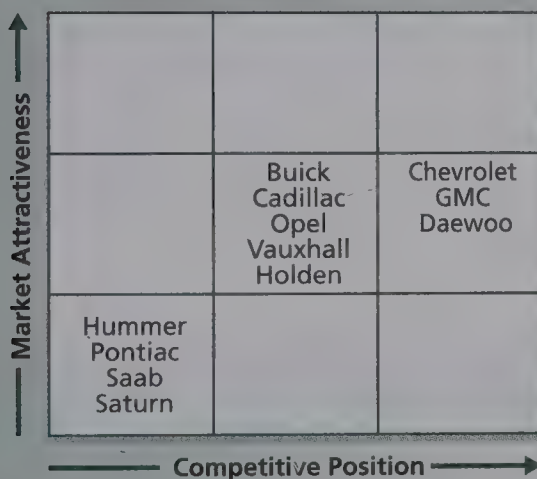 Market Attractiveness
Buick
Cadillac
Opel
Vauxhall
Holden
Chevrolet
GMC
Daewoo
Hummer
Pontiac
Saab
Saturn
Competitive Position